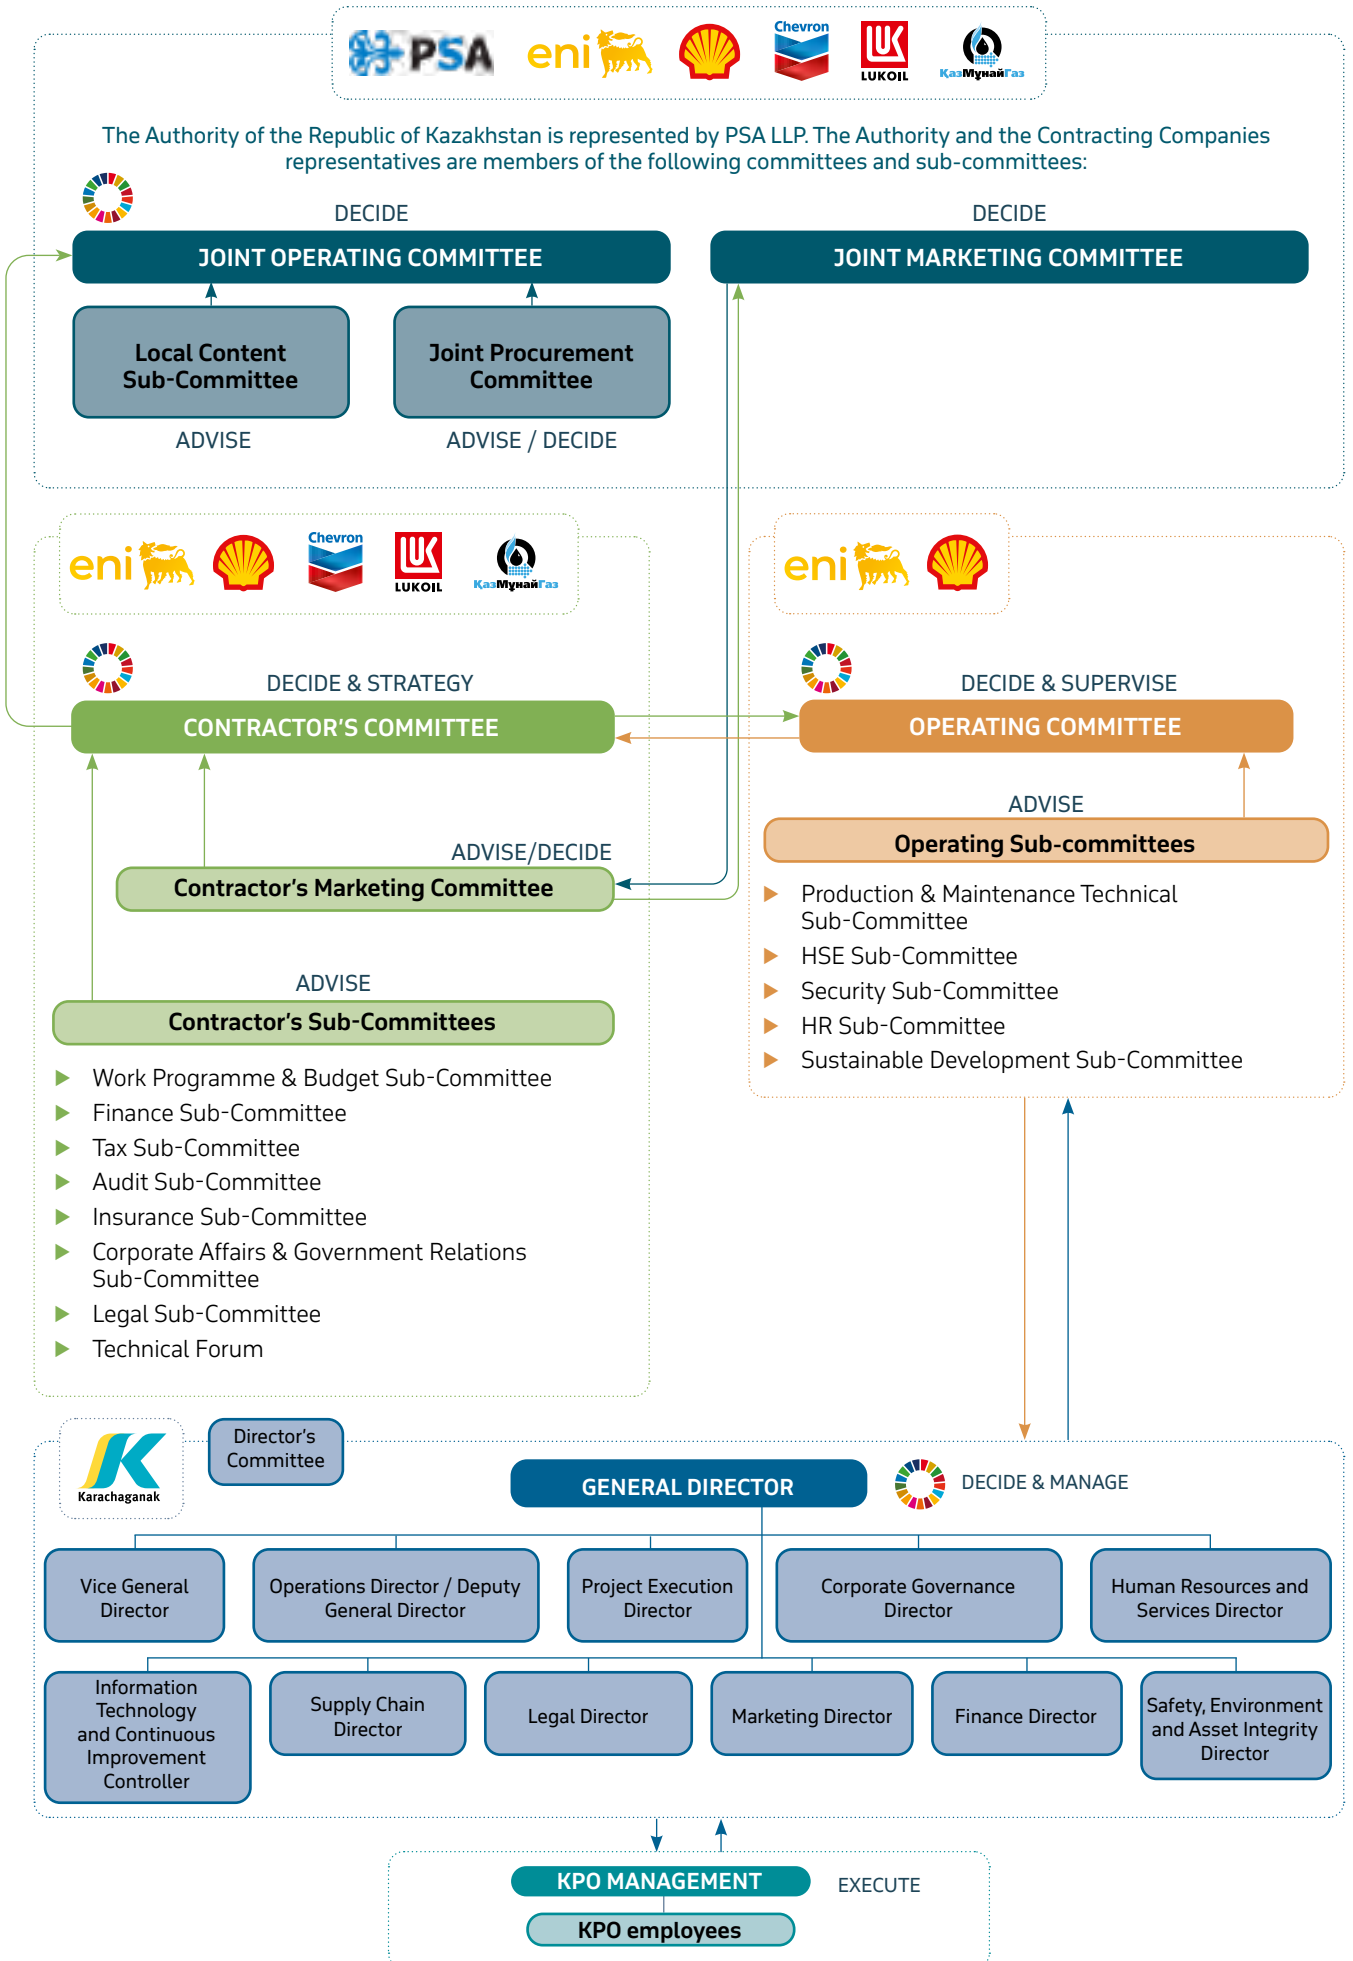 PSA
eni
Chevron
LUKOIL
ҚазМұнайГаз
The Authority of the Republic of Kazakhstan is represented by PSA LLP. The Authority and the Contracting Companies
representatives are members of the following committees and sub-committees:
DECIDE
JOINT OPERATING COMMITTEE
DECIDE
JOINT MARKETING COMMITTEE
Local Content
Sub-Committee
ADVISE
Joint Procurement
Committee
ADVISE / DECIDE
eni
Chevron
LUKOIL
ҚазМұнайГаз
DECIDE & STRATEGY
CONTRACTOR'S COMMITTEE
ADVISE/DECIDE
Contractor's Marketing Committee
ADVISE
Contractor's Sub-Committees
Work Programme & Budget Sub-Committee
Finance Sub-Committee
Tax Sub-Committee
Audit Sub-Committee
Insurance Sub-Committee
Corporate Affairs & Government Relations
Sub-Committee
Legal Sub-Committee
Technical Forum
eni
DECIDE & SUPERVISE
OPERATING COMMITTEE
ADVISE
Operating Sub-committees
Production & Maintenance Technical
Sub-Committee
HSE Sub-Committee
Security Sub-Committee
HR Sub-Committee
Sustainable Development Sub-Committee
Karachaganak
Director's
Committee
GENERAL DIRECTOR
DECIDE & MANAGE
Vice General
Director
Operations Director / Deputy
General Director
Project Execution
Director
Corporate Governance
Director
Human Resources and
Services Director
Information
Technology
and Continuous
Improvement
Controller
Supply Chain
Director
Legal Director
Marketing Director
Finance Director
Safety, Environment
and Asset Integrity
Director
KPO MANAGEMENT
EXECUTE
KPO employees